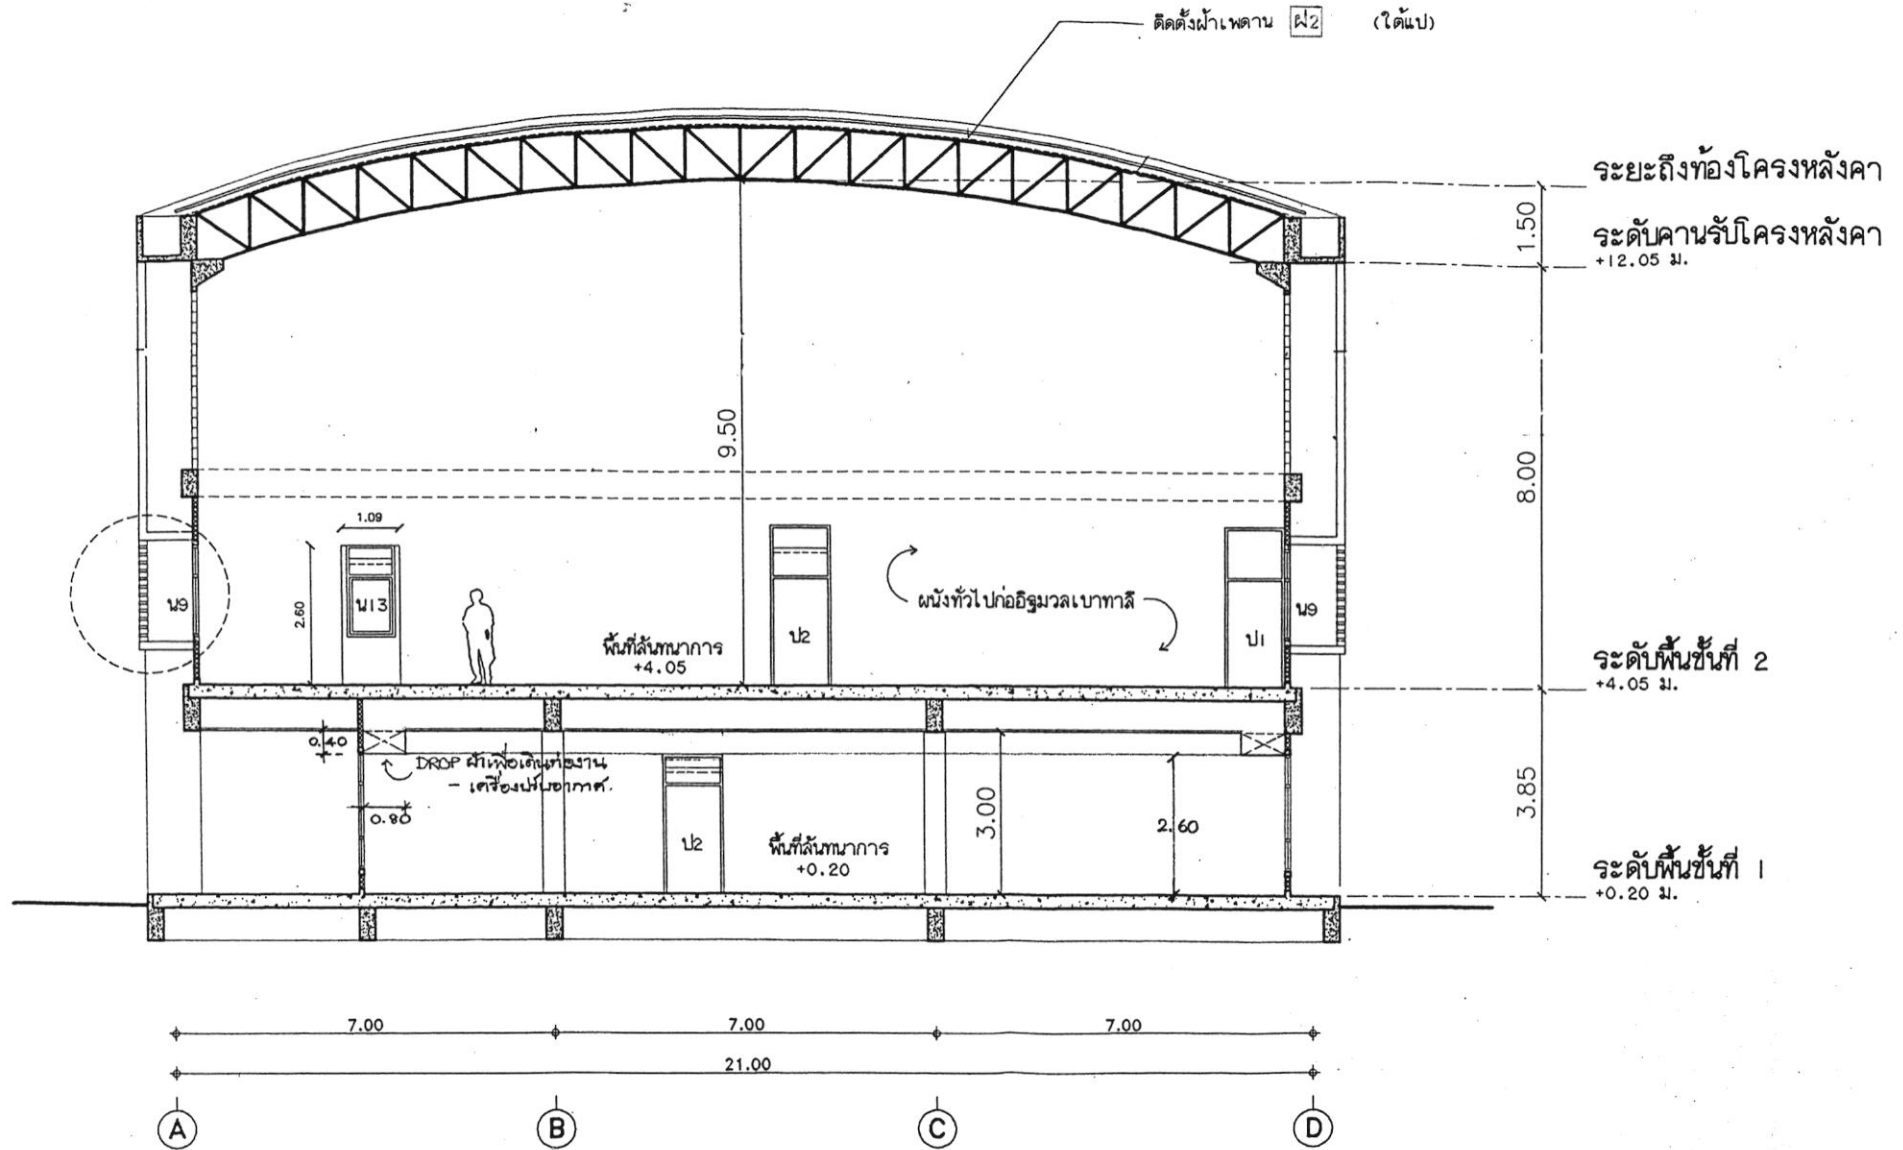 ติดตั้งฝ้าเพดาน ฝ2 (ใต้แป)
ระยะถึงท้องโครงหลังคา
1.50
ระดับคานรับโครงหลังคา
+12.05 ม.
9.50
8.00
1.09
2.60
น9
น13
ผนังทั่วไปก่ออิฐมวลเบาทาสี
ป2
ป1
น9
พื้นที่สันทนาการ
+4.05
ระดับพื้นชั้นที่ 2
+4.05 ม.
0.40
DROP ฝ้าเพื่อเดินท่องาน
- เครื่องปรับอากาศ.
0.80
3.00
2.60
3.85
ป2
พื้นที่สันทนาการ
+0.20
ระดับพื้นชั้นที่ 1
+0.20 ม.
7.00 7.00 7.00
21.00
A B C D